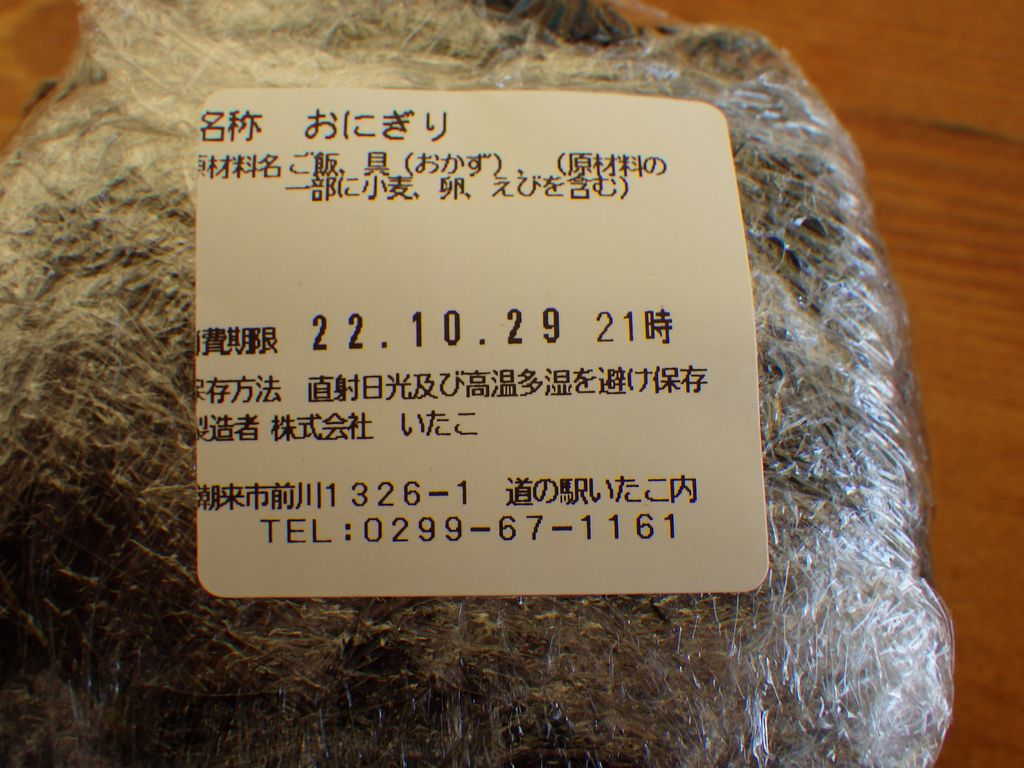 名称 おにぎり
原材料名 ご飯、具(おかず)、(原材料の
一部に小麦、卵、えびを含む)
消費期限 22.10.29 21時
保存方法 直射日光及び高温多湿を避け保存
製造者 株式会社 いたこ
潮来市前川1326-1 道の駅いたこ内
TEL:0299-67-1161